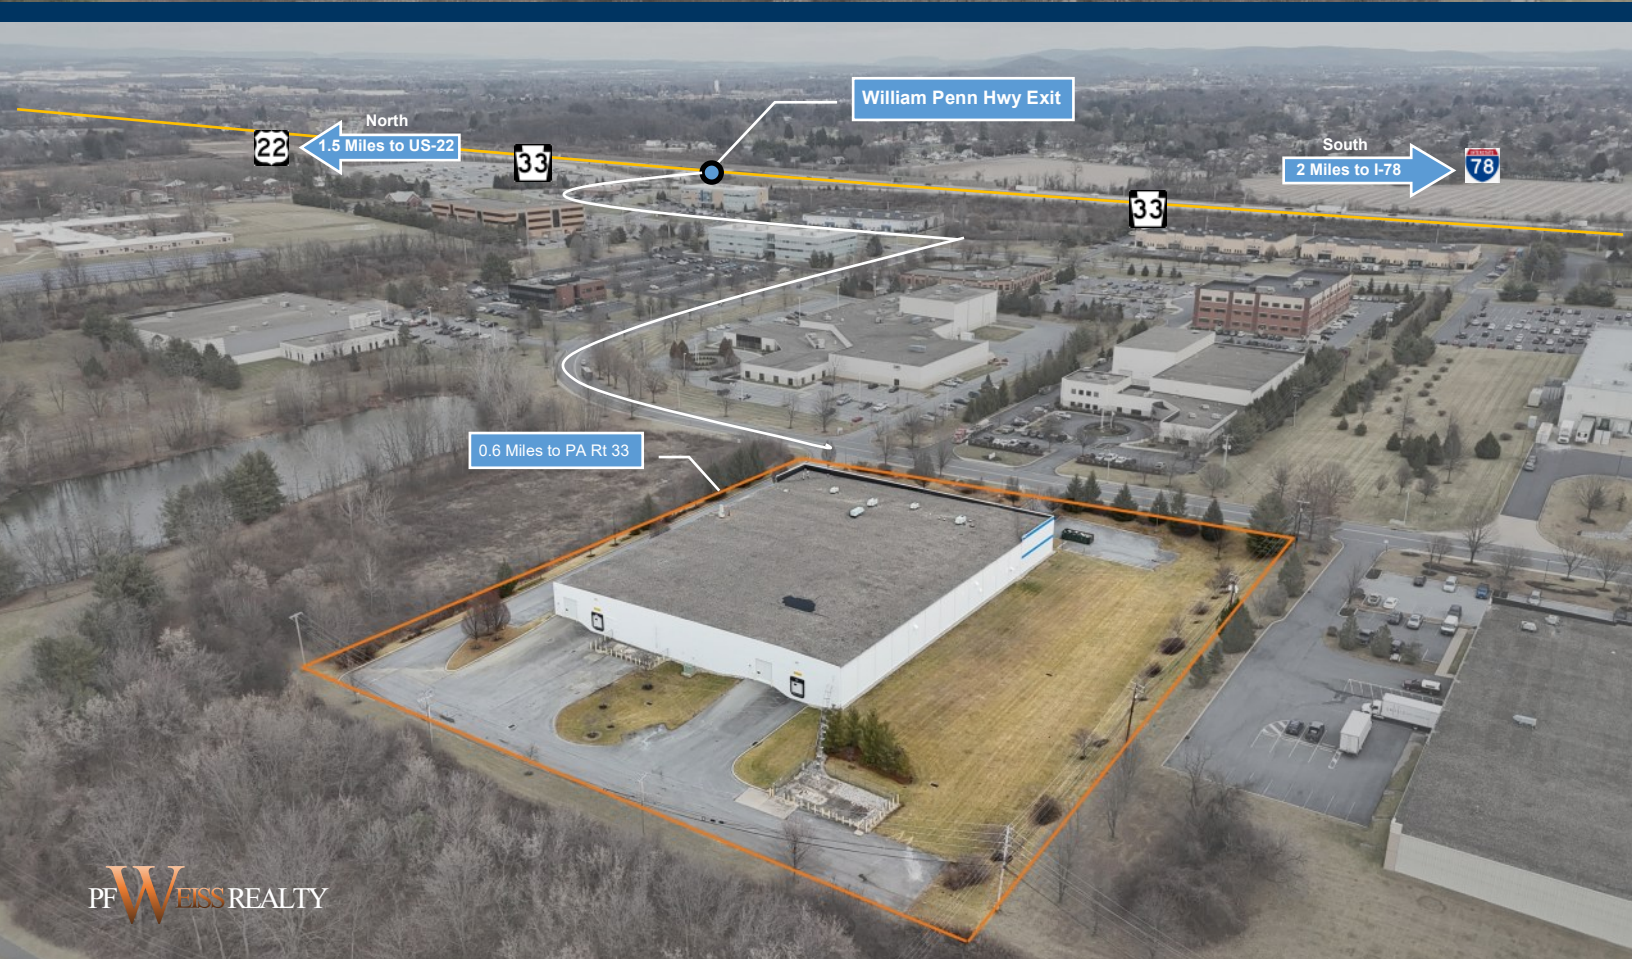 William Penn Hwy Exit
North
22
1.5 Miles to US-22
33
South
2 Miles to I-78
INTERSTATE
78
33
0.6 Miles to PA Rt 33
PF WEISS REALTY